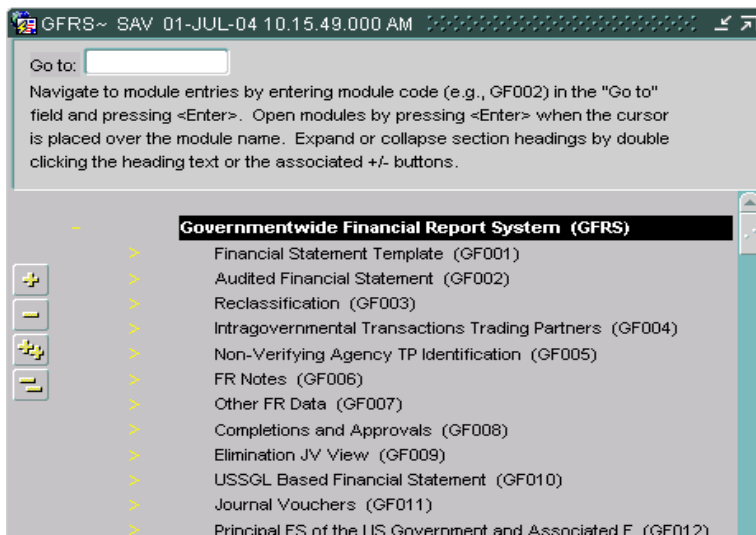 GFRS~ SAV 01-JUL-04 10.15.49.000 AM
Go to:
Navigate to module entries by entering module code (e.g., GF002) in the "Go to"
field and pressing <Enter>. Open modules by pressing <Enter> when the cursor
is placed over the module name. Expand or collapse section headings by double
clicking the heading text or the associated +/- buttons.
Governmentwide Financial Report System (GFRS)
Financial Statement Template (GF001)
Audited Financial Statement (GF002)
Reclassification (GF003)
Intragovernmental Transactions Trading Partners (GF004)
Non-Verifying Agency TP Identification (GF005)
FR Notes (GF006)
Other FR Data (GF007)
Completions and Approvals (GF008)
Elimination JV View (GF009)
USSGL Based Financial Statement (GF010)
Journal Vouchers (GF011)
Principal FS of the US Government and Associated F (GF012)